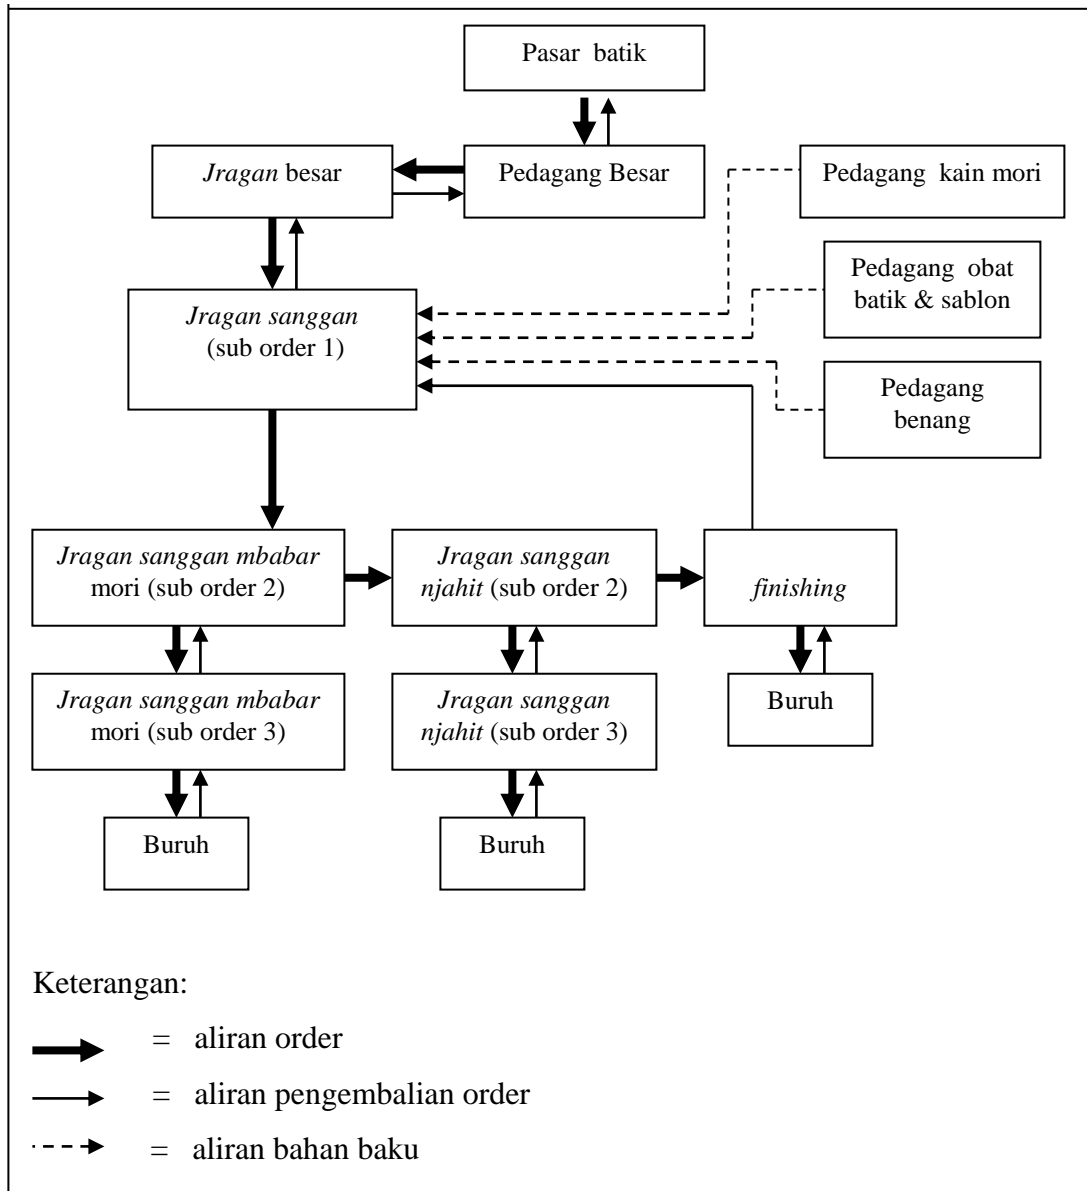 Pasar batik
Jragan besar
Pedagang Besar
Pedagang kain mori
Pedagang obat
batik & sablon
Jragan sanggan
(sub order 1)
Pedagang
benang
Jragan sanggan mbabar
mori (sub order 2)
Jragan sanggan
njahit (sub order 2)
finishing
Jragan sanggan mbabar
mori (sub order 3)
Jragan sanggan
njahit (sub order 3)
Buruh
Buruh
Buruh
Keterangan:
= aliran order
= aliran pengembalian order
= aliran bahan baku